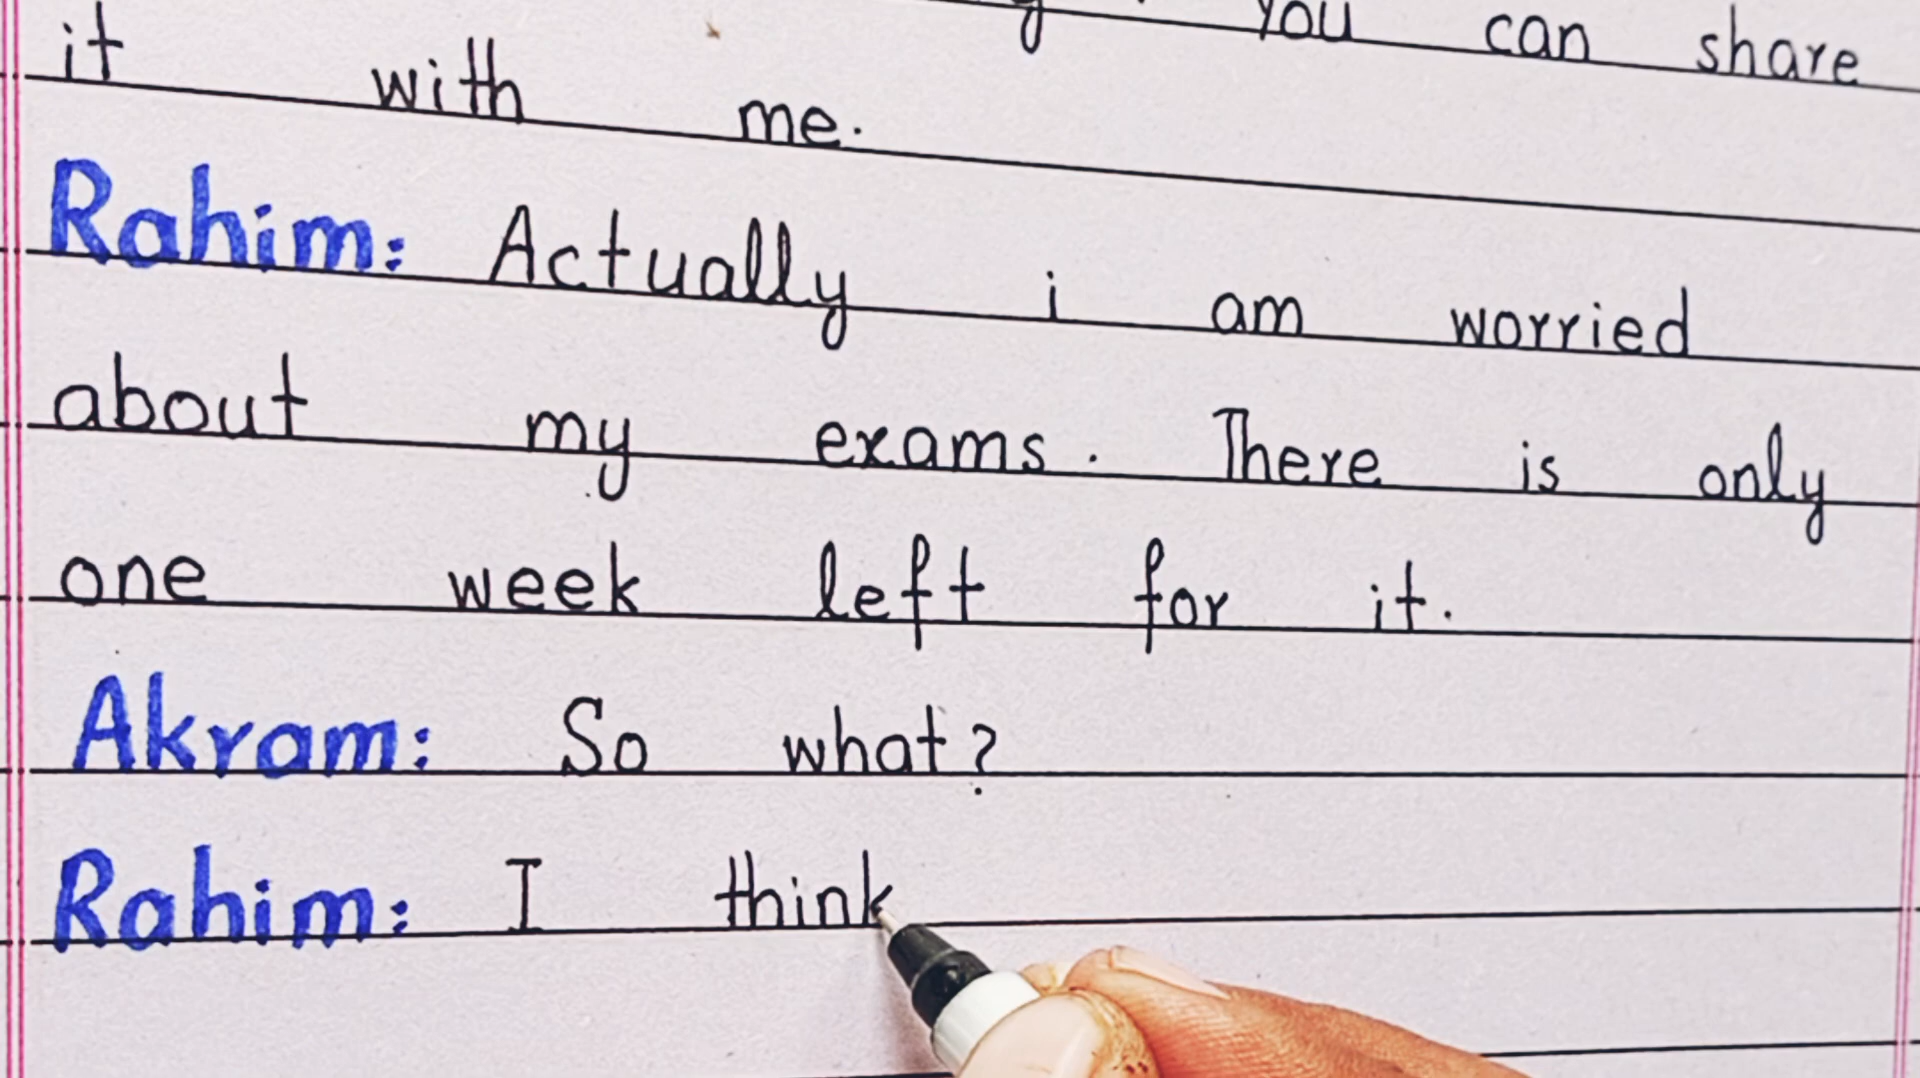 You can share
it with me.
Rahim: Actually i am worried
about my exams. There is only
one week left for it.
Akram: So what?
Rahim: I think